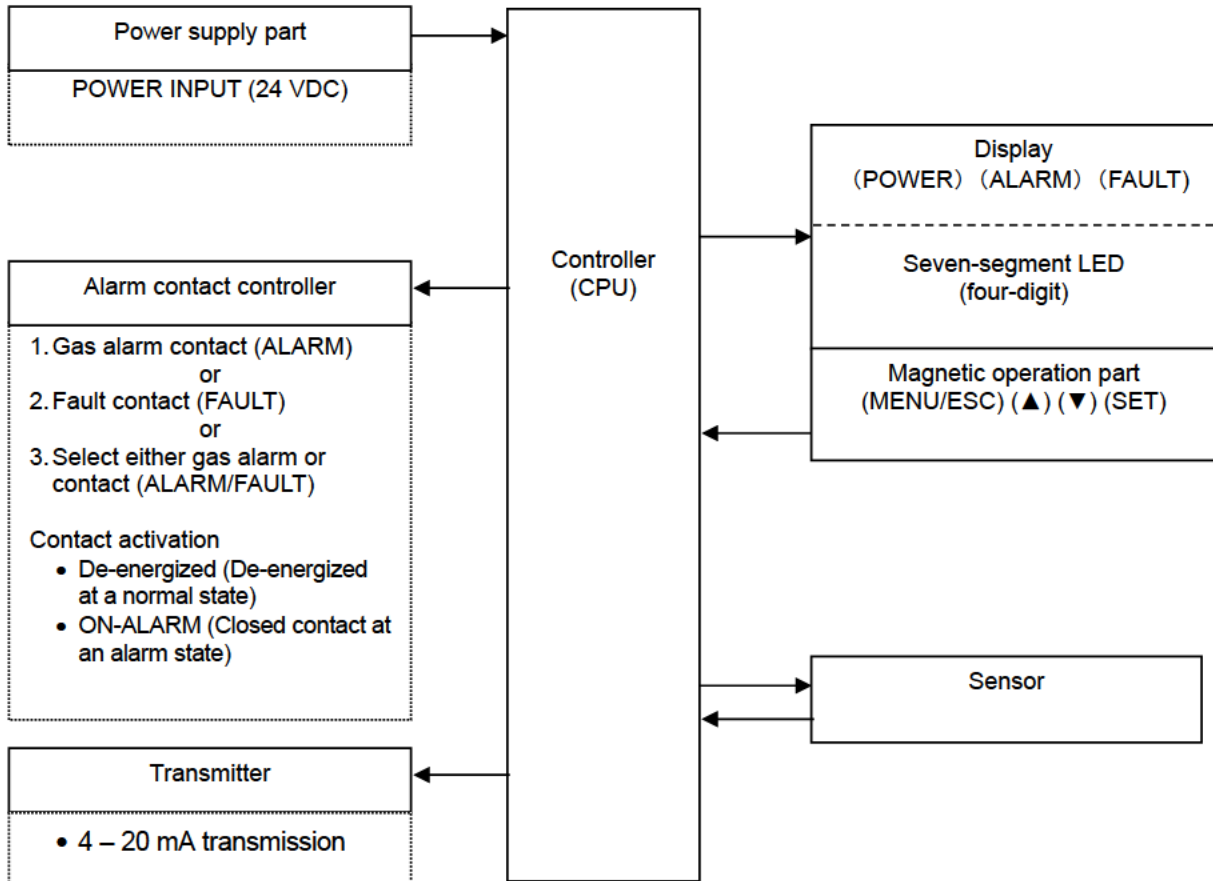 Power supply part
POWER INPUT (24 VDC)
Alarm contact controller
1. Gas alarm contact (ALARM)
or
2. Fault contact (FAULT)
or
3. Select either gas alarm or
contact (ALARM/FAULT)
Contact activation
• De-energized (De-energized
at a normal state)
• ON-ALARM (Closed contact at
an alarm state)
Transmitter
• 4 – 20 mA transmission
Controller
(CPU)
Display
（POWER）（ALARM）（FAULT）
Seven-segment LED
(four-digit)
Magnetic operation part
(MENU/ESC) (▲) (▼) (SET)
Sensor